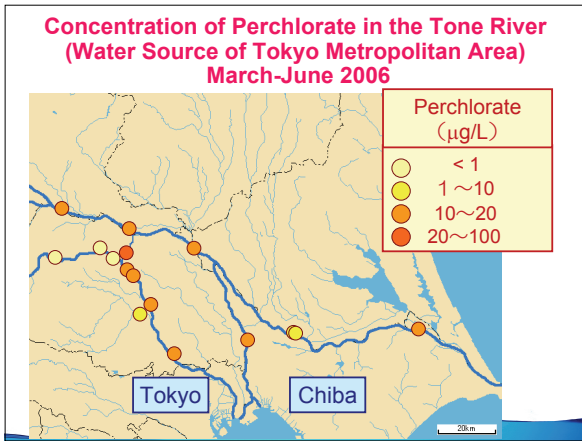 Concentration of Perchlorate in the Tone River
(Water Source of Tokyo Metropolitan Area)
March-June 2006
Perchlorate
（μg/L）
< 1
1 ～10
10～20
20～100
Tokyo
Chiba
20km